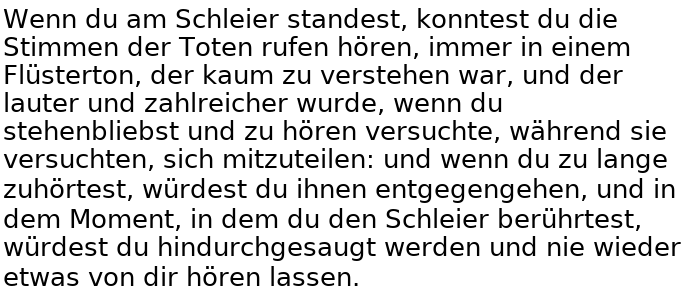 Wenn du am Schleier standest, konntest du die
Stimmen der Toten rufen hören, immer in einem
Flüsterton, der kaum zu verstehen war, und der
lauter und zahlreicher wurde, wenn du
stehenbliebst und zu hören versuchte, während sie
versuchten, sich mitzuteilen: und wenn du zu lange
zuhörtest, würdest du ihnen entgegengehen, und in
dem Moment, in dem du den Schleier berührtest,
würdest du hindurchgesaugt werden und nie wieder
etwas von dir hören lassen.